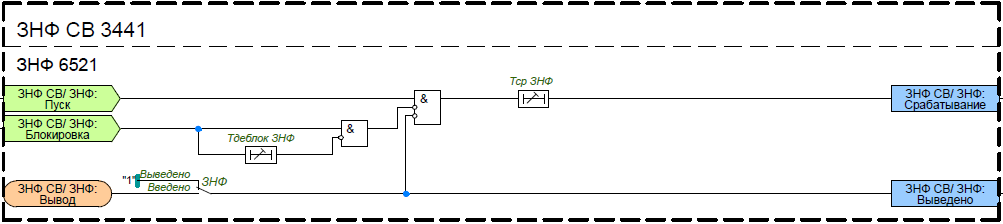 ЗНФ СВ 3441
ЗНФ 6521
ЗНФ СВ/ ЗНФ:
Пуск
&
Тср ЗНФ
ЗНФ СВ/ ЗНФ:
Срабатывание
ЗНФ СВ/ ЗНФ:
Блокировка
Тдеблок ЗНФ
&
"1"
Выведено
Введено
ЗНФ
ЗНФ СВ/ ЗНФ:
Вывод
ЗНФ СВ/ ЗНФ:
Выведено